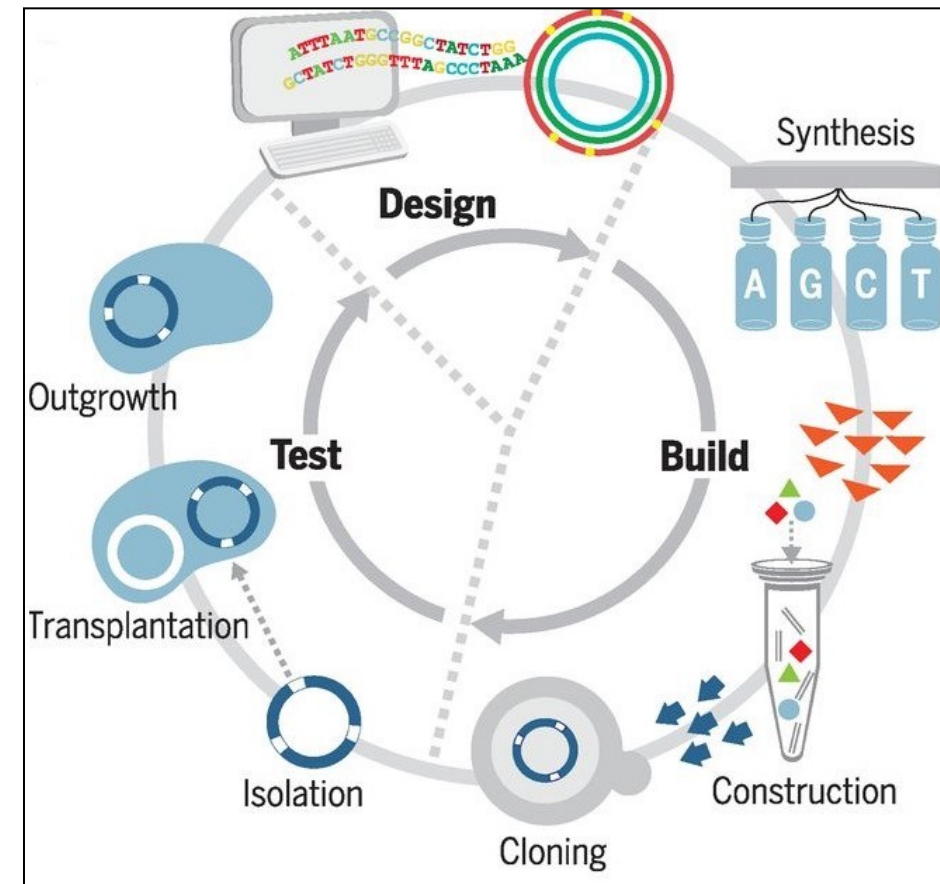 ATTTAATGCCGGCTATCTGG
GCTATCTGGGTTTAGCCCTAAA
Synthesis
Design
A G C T
Outgrowth
Test
Build
Transplantation
Isolation
Construction
Cloning